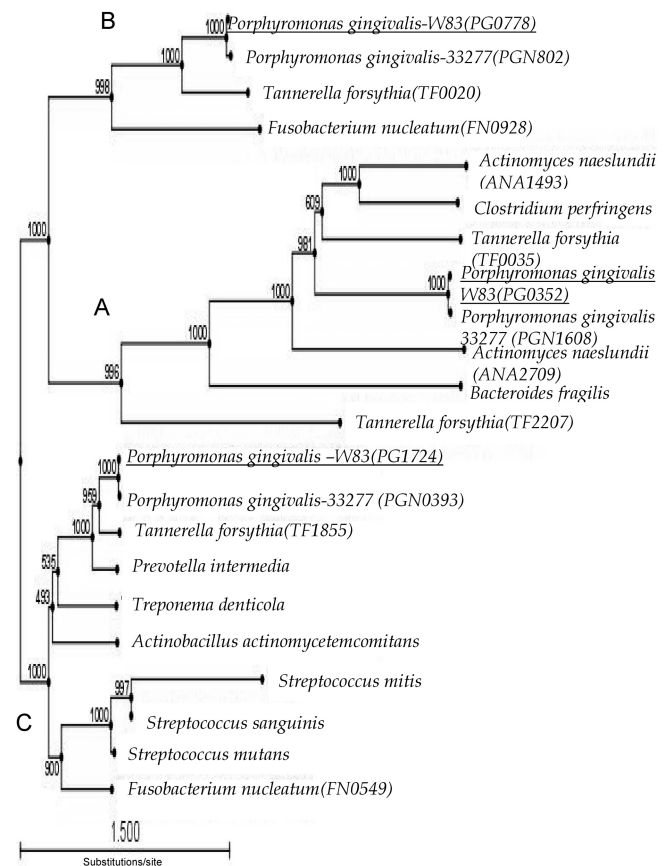 B
1000
Porphyromonas gingivalis-W83(PG0778)
1000
Porphyromonas gingivalis-33277(PGN802)
998
Tannerella forsythia(TF0020)
Fusobacterium nucleatum(FN0928)
1000
Actinomyces naeslundii
(ANA1493)
1000
609
Clostridium perfringens
981
Tannerella forsythia
(TF0035)
1000
Porphyromonas gingivalis
W83(PG0352)
A
1000
1000
Porphyromonas gingivalis
33277 (PGN1608)
Actinomyces naeslundii
(ANA2709)
996
Bacteroides fragilis
Tannerella forsythia(TF2207)
1000
Porphyromonas gingivalis –W83(PG1724)
959
Porphyromonas gingivalis-33277 (PGN0393)
1000
Tannerella forsythia(TF1855)
535
Prevotella intermedia
493
Treponema denticola
Actinobacillus actinomycetemcomitans
1000
997
Streptococcus mitis
C
1000
Streptococcus sanguinis
900
Streptococcus mutans
Fusobacterium nucleatum(FN0549)
1.500
Substitutions/site